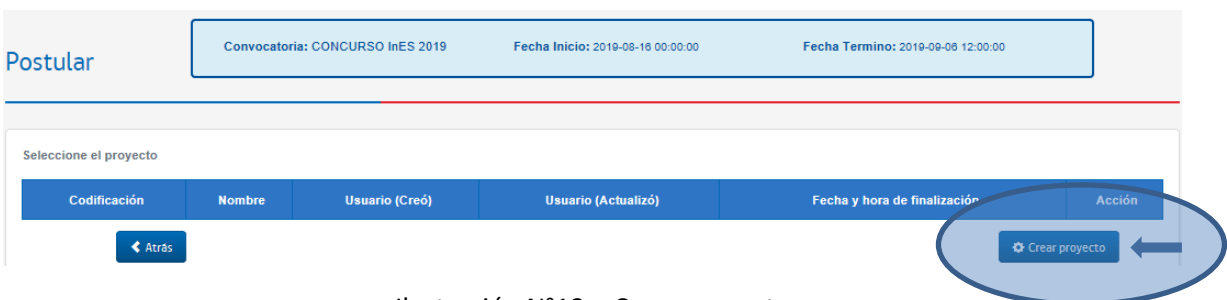 Convocatoria: CONCURSO InES 2019 Fecha Inicio: 2019-08-16 00:00:00 Fecha Termino: 2019-09-06 12:00:00
Postular
Seleccione el proyecto
Codificación Nombre Usuario (Creó) Usuario (Actualizó) Fecha y hora de finalización Acción
Atrás Crear proyecto